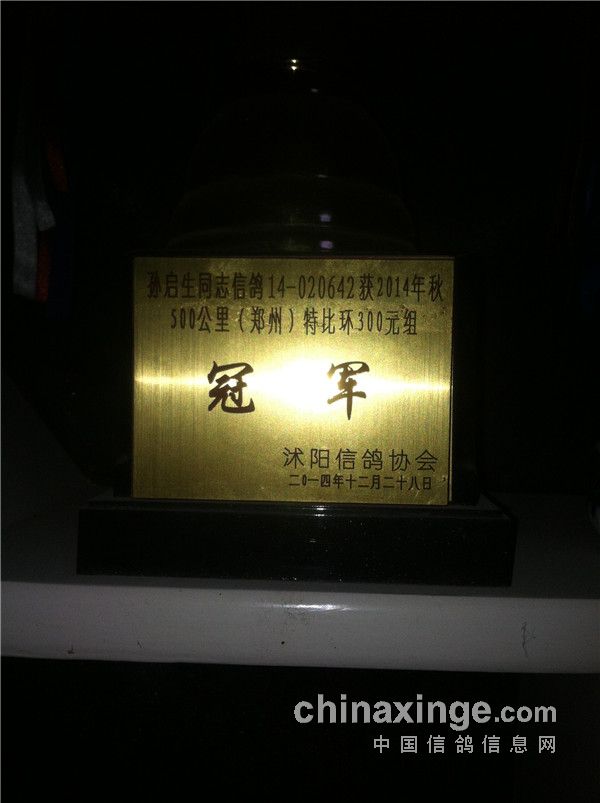 孙启生同志信鸽14-020642获2014年秋
500公里（郑州）特比环300元组
冠军
沭阳信鸽协会
二0一四年十二月二十八日
chinaxinge.com
中国信鸽信息网